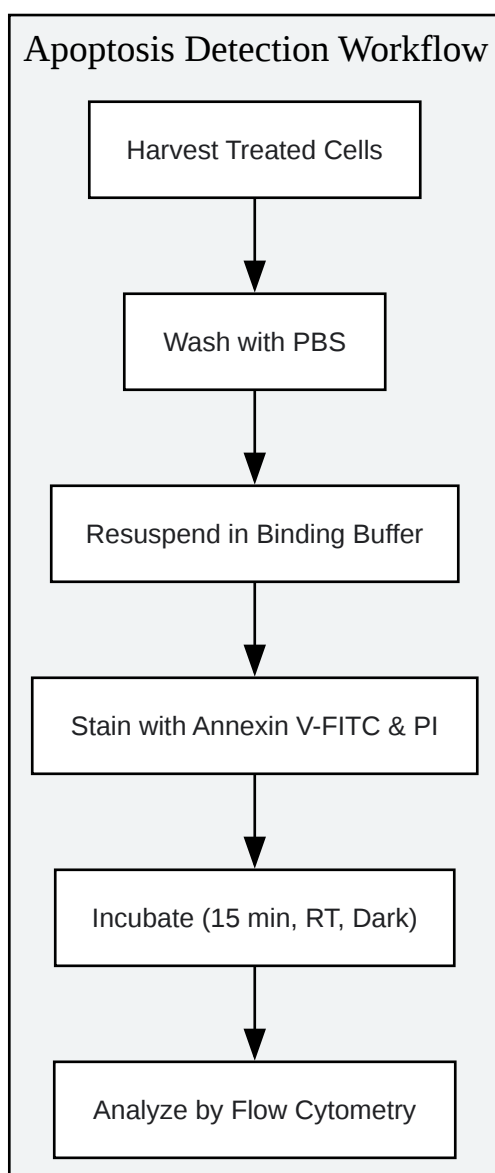 Apoptosis Detection Workflow
Harvest Treated Cells
Wash with PBS
Resuspend in Binding Buffer
Stain with Annexin V-FITC & PI
Incubate (15 min, RT, Dark)
Analyze by Flow Cytometry